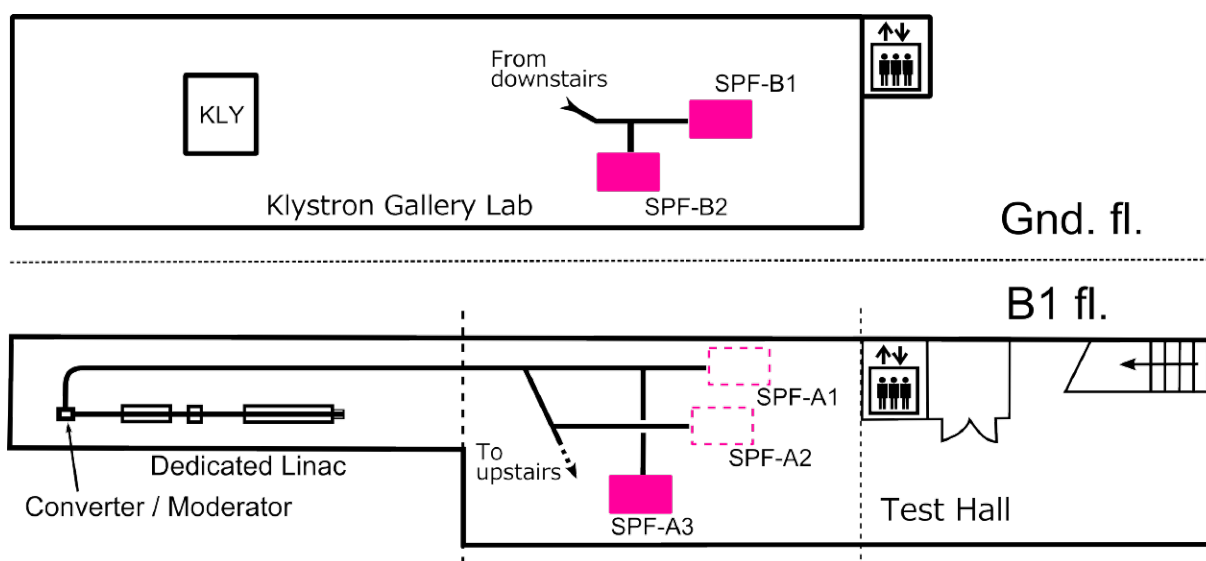 From
downstairs
SPF-B1
KLY
SPF-B2
Klystron Gallery Lab
Gnd. fl.
B1 fl.
SPF-A1
To
upstairs
SPF-A2
Dedicated Linac
Converter / Moderator
SPF-A3
Test Hall